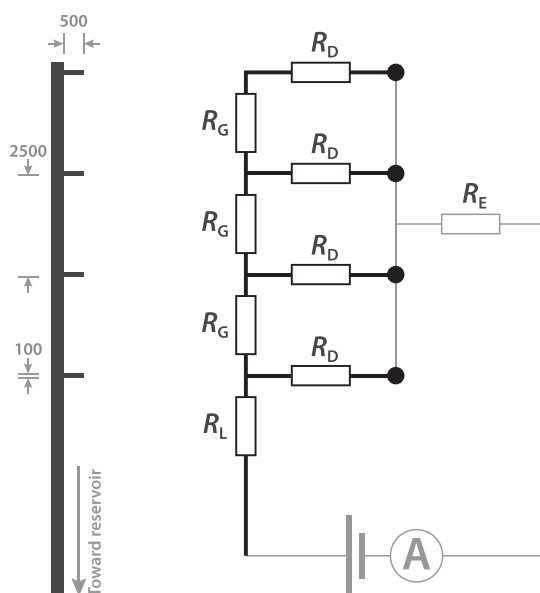 500
R_D
R_G
R_D
2500
R_G
R_D
R_E
R_G
R_D
100
R_L
Toward reservoir
A